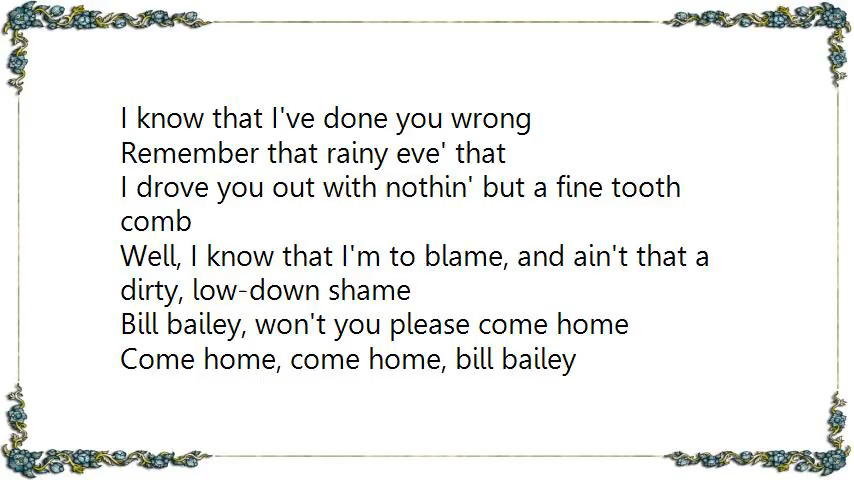 I know that I've done you wrong
Remember that rainy eve' that
I drove you out with nothin' but a fine tooth
comb
Well, I know that I'm to blame, and ain't that a
dirty, low-down shame
Bill bailey, won't you please come home
Come home, come home, bill bailey